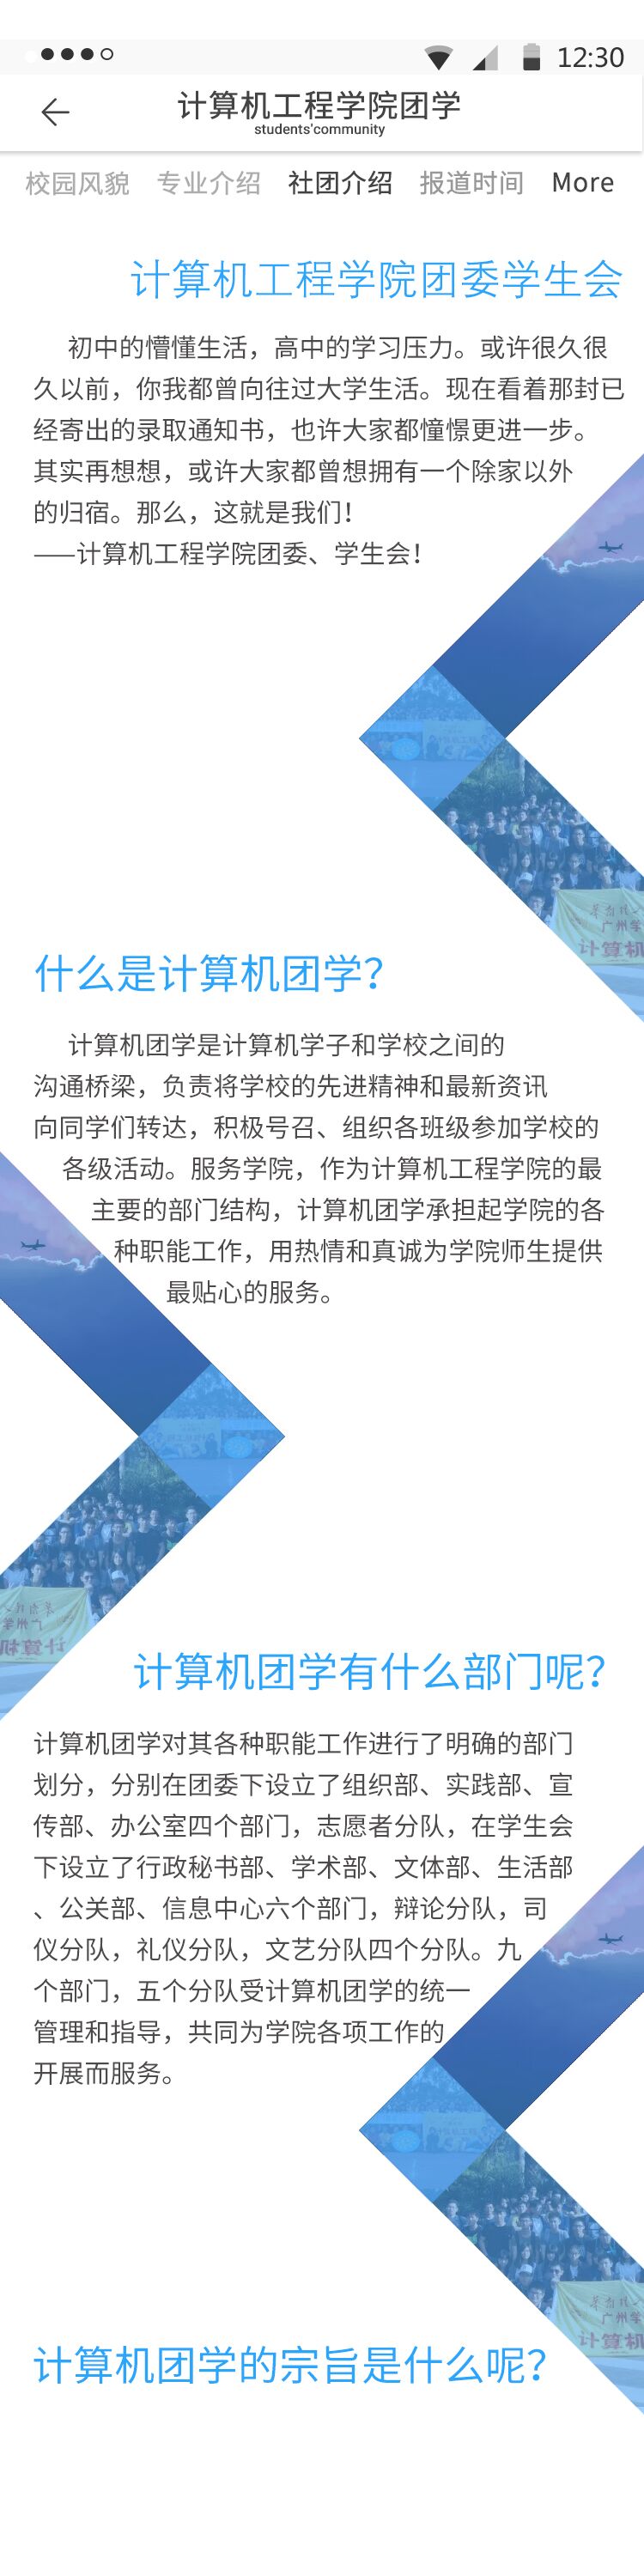 12:30
计算机工程学院团学
students'community
校园风貌 专业介绍 社团介绍 报道时间 More
计算机工程学院团委学生会
初中的懵懂生活，高中的学习压力。或许很久很
久以前，你我都曾向往过大学生活。现在看着那封已
经寄出的录取通知书，也许大家都憧憬更进一步。
其实再想想，或许大家都曾想拥有一个除家以外
的归宿。那么，这就是我们！
——计算机工程学院团委、学生会！
广州学
计算机
什么是计算机团学？
计算机团学是计算机学子和学校之间的
沟通桥梁，负责将学校的先进精神和最新资讯
向同学们转达，积极号召、组织各班级参加学校的
各级活动。服务学院，作为计算机工程学院的最
主要的部门结构，计算机团学承担起学院的各
种职能工作，用热情和真诚为学院师生提供
最贴心的服务。
计算机团学有什么部门呢？
计算机团学对其各种职能工作进行了明确的部门
划分，分别在团委下设立了组织部、实践部、宣
传部、办公室四个部门，志愿者分队，在学生会
下设立了行政秘书部、学术部、文体部、生活部
、公关部、信息中心六个部门，辩论分队，司
仪分队，礼仪分队，文艺分队四个分队。九
个部门，五个分队受计算机团学的统一
管理和指导，共同为学院各项工作的
开展而服务。
广州学
计算机
计算机团学的宗旨是什么呢？